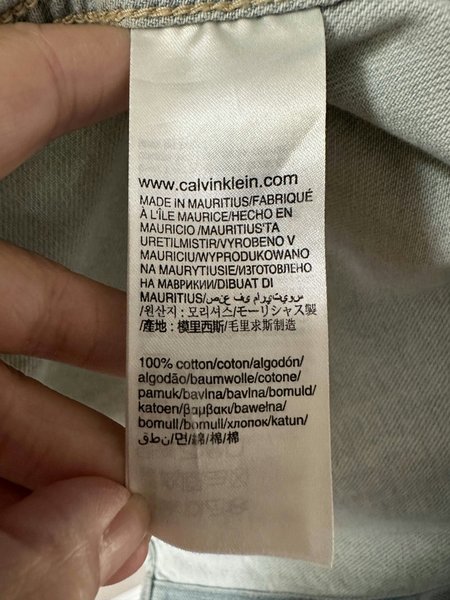 www.calvinklein.com
MADE IN MAURITIUS/FABRIQUÉ
À L'ÎLE MAURICE/HECHO EN
MAURICIO /MAURITIUS'TA
URETILMISTIR/VYROBENO V
MAURICIU/WYPRODUKOWANO
NA MAURYTIUSIE/ИЗГОТОВЛЕНО
НА МАВРИКИИ/DIBUAT DI
MAURITIUS/صنع في موريتيوس
/원산지 : 모리셔스/モーリシャス製
/產地 : 模里西斯/毛里求斯制造
100% cotton/coton/algodón/
algodão/baumwolle/cotone/
pamuk/bavlna/bavlna/bomuld/
katoen/βαμβακι/bawełna/
bomull/bomull/хлопок/katun/
قطن/면/綿/棉/棉